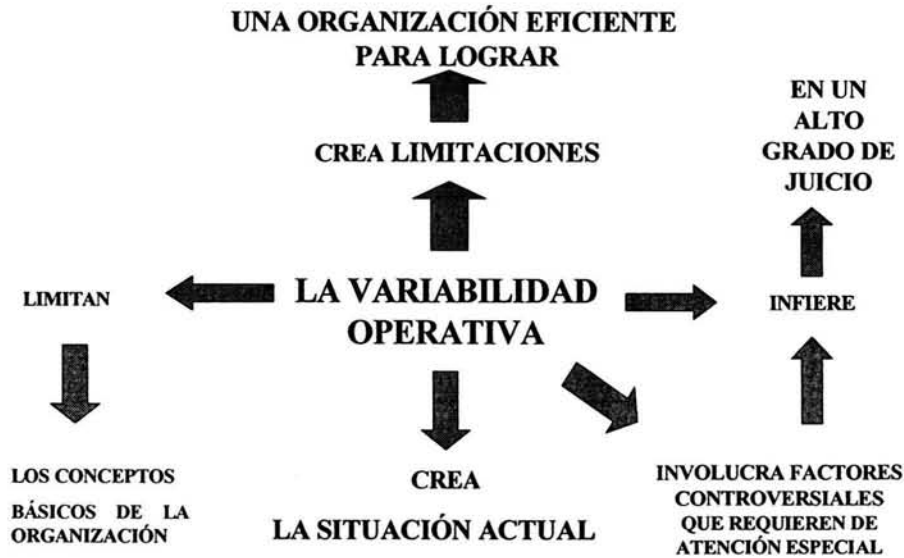 UNA ORGANIZACIÓN EFICIENTE
PARA LOGRAR
CREA LIMITACIONES
EN UN
ALTO
GRADO DE
JUICIO
LIMITAN
LA VARIABILIDAD
OPERATIVA
INFIERE
LOS CONCEPTOS
BÁSICOS DE LA
ORGANIZACIÓN
CREA
LA SITUACIÓN ACTUAL
INVOLUCRA FACTORES
CONTROVERSIALES
QUE REQUIEREN DE
ATENCIÓN ESPECIAL